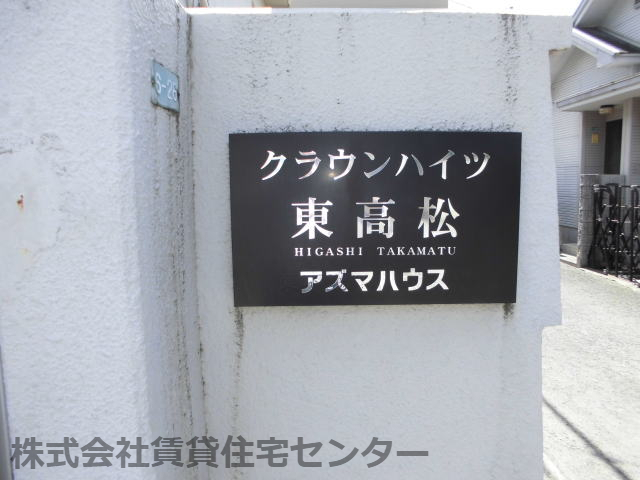 S-26
クラウンハイツ
東高松
HIGASHI TAKAMATU
アズマハウス
株式会社賃貸住宅センター